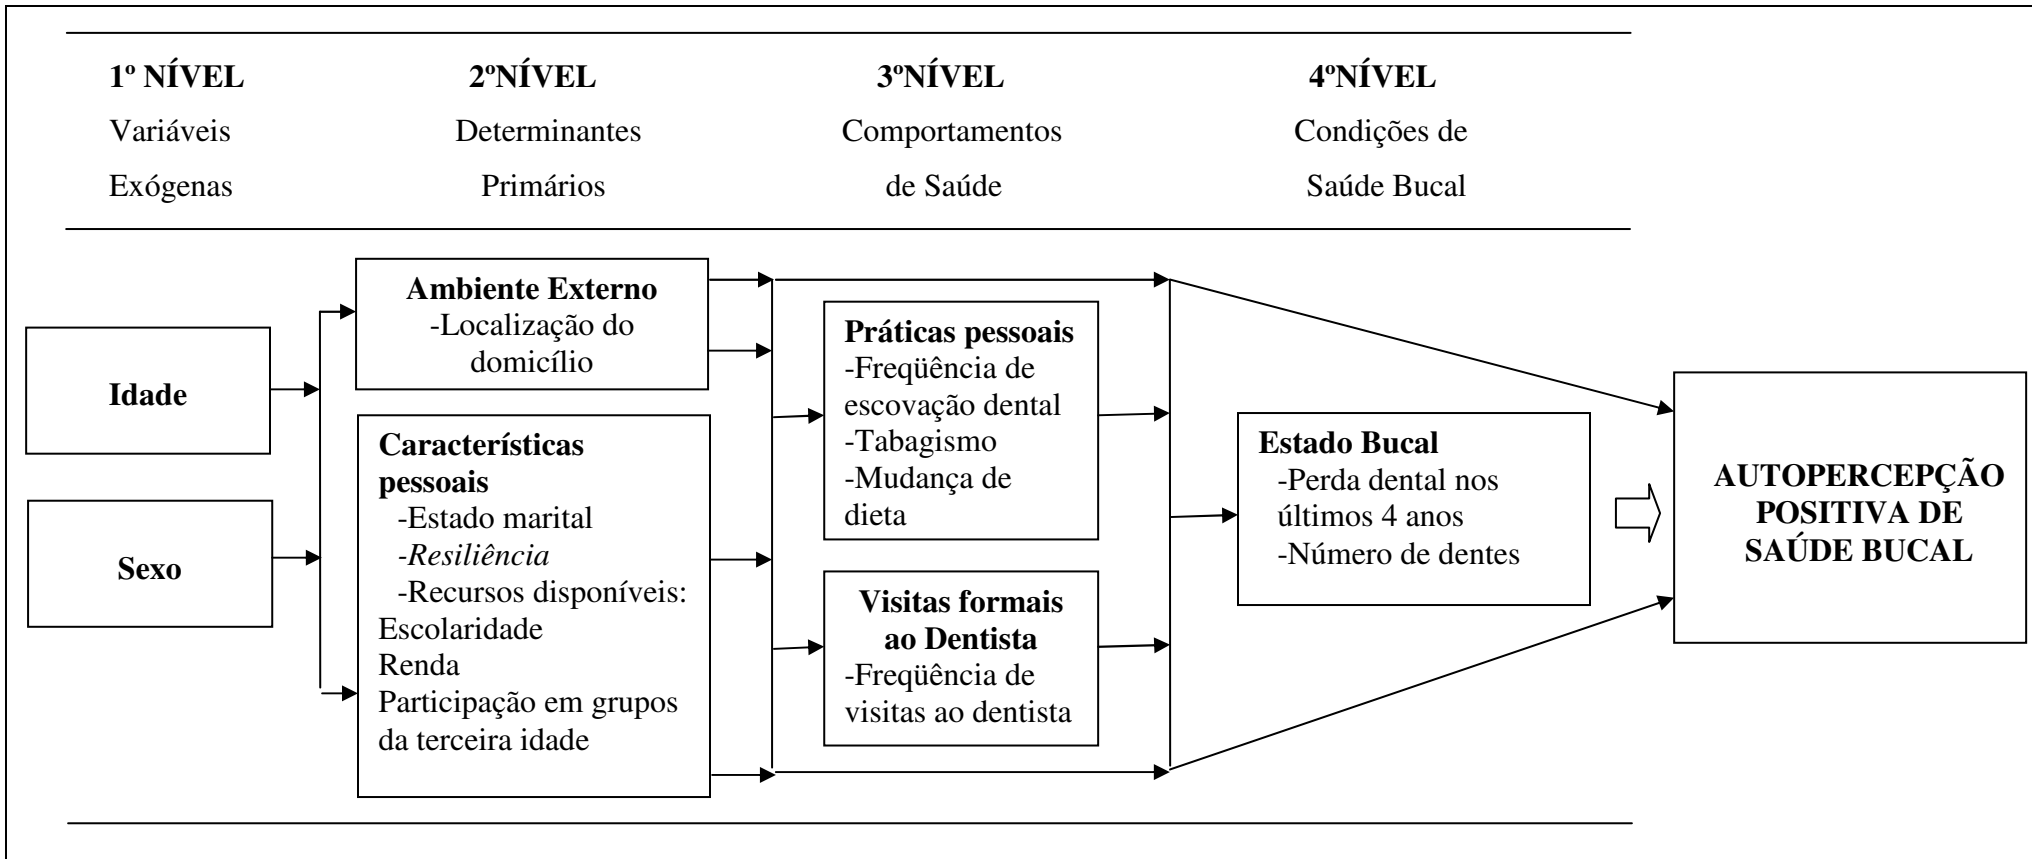 1º NÍVEL
Variáveis
Exógenas
2ºNÍVEL
Determinantes
Primários
3ºNÍVEL
Comportamentos
de Saúde
4ºNÍVEL
Condições de
Saúde Bucal
Idade
Sexo
Ambiente Externo
-Localização do
domicílio
Características
pessoais
-Estado marital
-Resiliência
-Recursos disponíveis:
Escolaridade
Renda
Participação em grupos
da terceira idade
Práticas pessoais
-Freqüência de
escovação dental
-Tabagismo
-Mudança de
dieta
Visitas formais
ao Dentista
-Freqüência de
visitas ao dentista
Estado Bucal
-Perda dental nos
últimos 4 anos
-Número de dentes
AUTOPERCEPÇÃO
POSITIVA DE
SAÚDE BUCAL